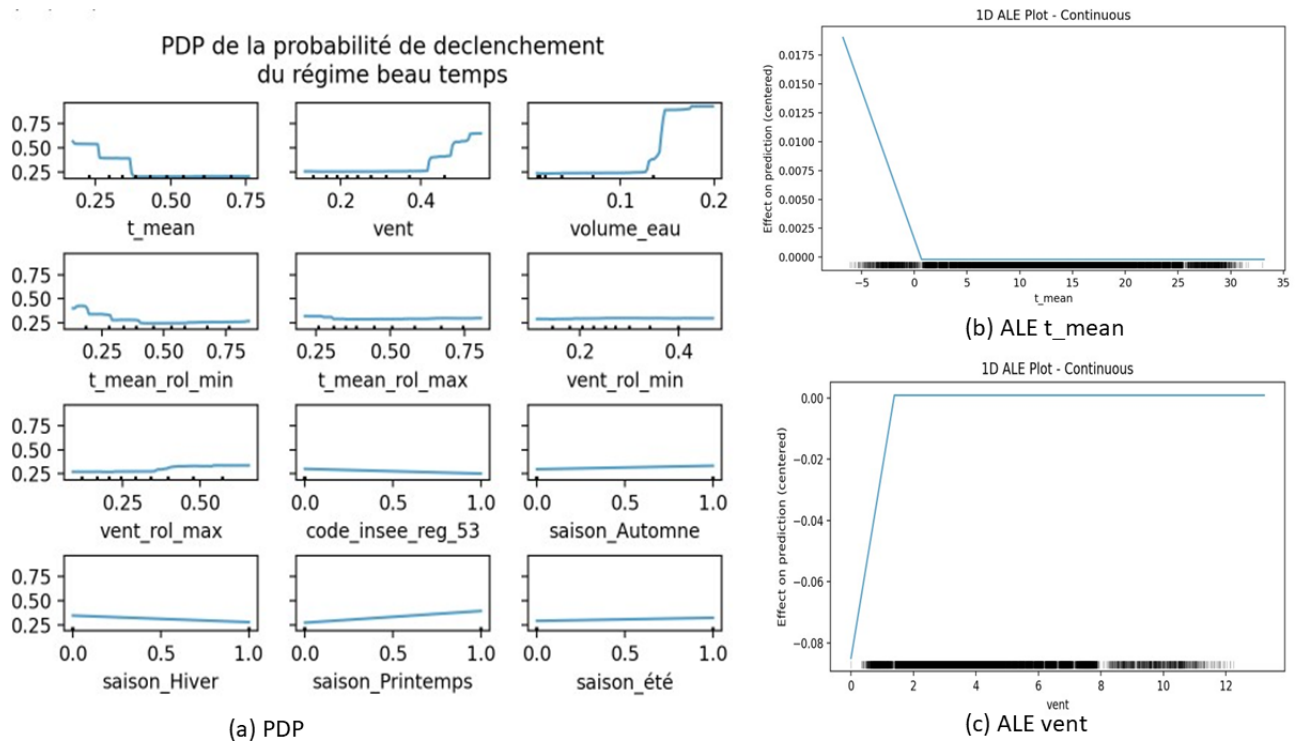 PDP de la probabilité de declenchement
du régime beau temps
0.75
0.50
0.25
0.25 0.50 0.75
t_mean
0.2 0.4
vent
0.1 0.2
volume_eau
0.75
0.50
0.25
0.25 0.50 0.75
t_mean_rol_min
0.25 0.50 0.75
t_mean_rol_max
0.2 0.4
vent_rol_min
0.75
0.50
0.25
0.25 0.50
vent_rol_max
0.0 0.5 1.0
code_insee_reg_53
0.0 0.5 1.0
saison_Automne
0.75
0.50
0.25
0.0 0.5 1.0
saison_Hiver
0.0 0.5 1.0
saison_Printemps
0.0 0.5 1.0
saison_été
(a) PDP
1D ALE Plot - Continuous
Effect on prediction (centered)
0.0175
0.0150
0.0125
0.0100
0.0075
0.0050
0.0025
0.0000
−5 0 5 10 15 20 25 30 35
t_mean
(b) ALE t_mean
1D ALE Plot - Continuous
Effect on prediction (centered)
0.00
−0.02
−0.04
−0.06
−0.08
0 2 4 6 8 10 12
vent
(c) ALE vent